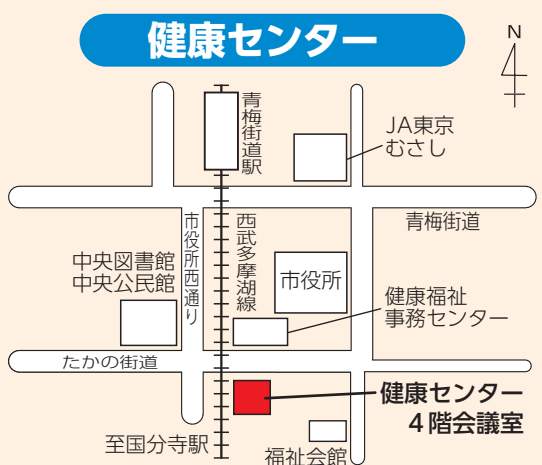 健康センター
N
青梅街道駅
JA東京
むさし
青梅街道
市役所西通り
西武多摩湖線
中央図書館
中央公民館
市役所
健康福祉
事務センター
たかの街道
健康センター
4階会議室
至国分寺駅
福祉会館